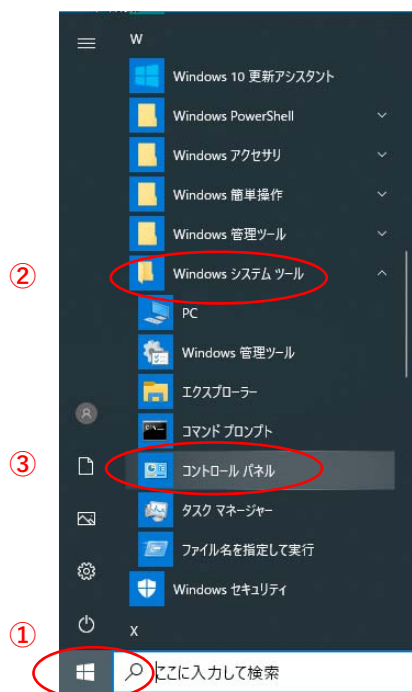 W
Windows 10 更新アシスタント
Windows PowerShell
Windows アクセサリ
Windows 簡単操作
Windows 管理ツール
② Windows システム ツール
PC
Windows 管理ツール
エクスプローラー
コマンド プロンプト
③ コントロール パネル
タスク マネージャー
ファイル名を指定して実行
Windows セキュリティ
① X
ここに入力して検索